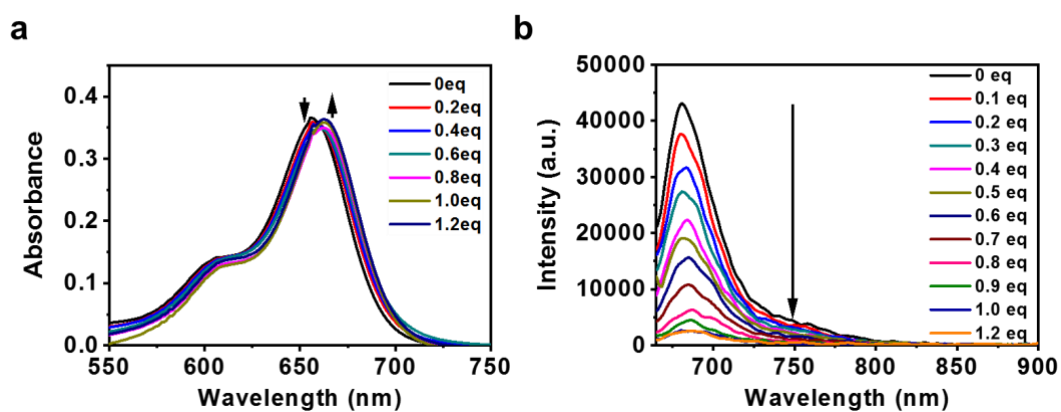 a
Absorbance
0.4
0.3
0.2
0.1
0.0
550
600
650
700
750
Wavelength (nm)
0eq
0.2eq
0.4eq
0.6eq
0.8eq
1.0eq
1.2eq
b
Intensity (a.u.)
50000
40000
30000
20000
10000
0
700
750
800
850
900
Wavelength (nm)
0 eq
0.1 eq
0.2 eq
0.3 eq
0.4 eq
0.5 eq
0.6 eq
0.7 eq
0.8 eq
0.9 eq
1.0 eq
1.2 eq